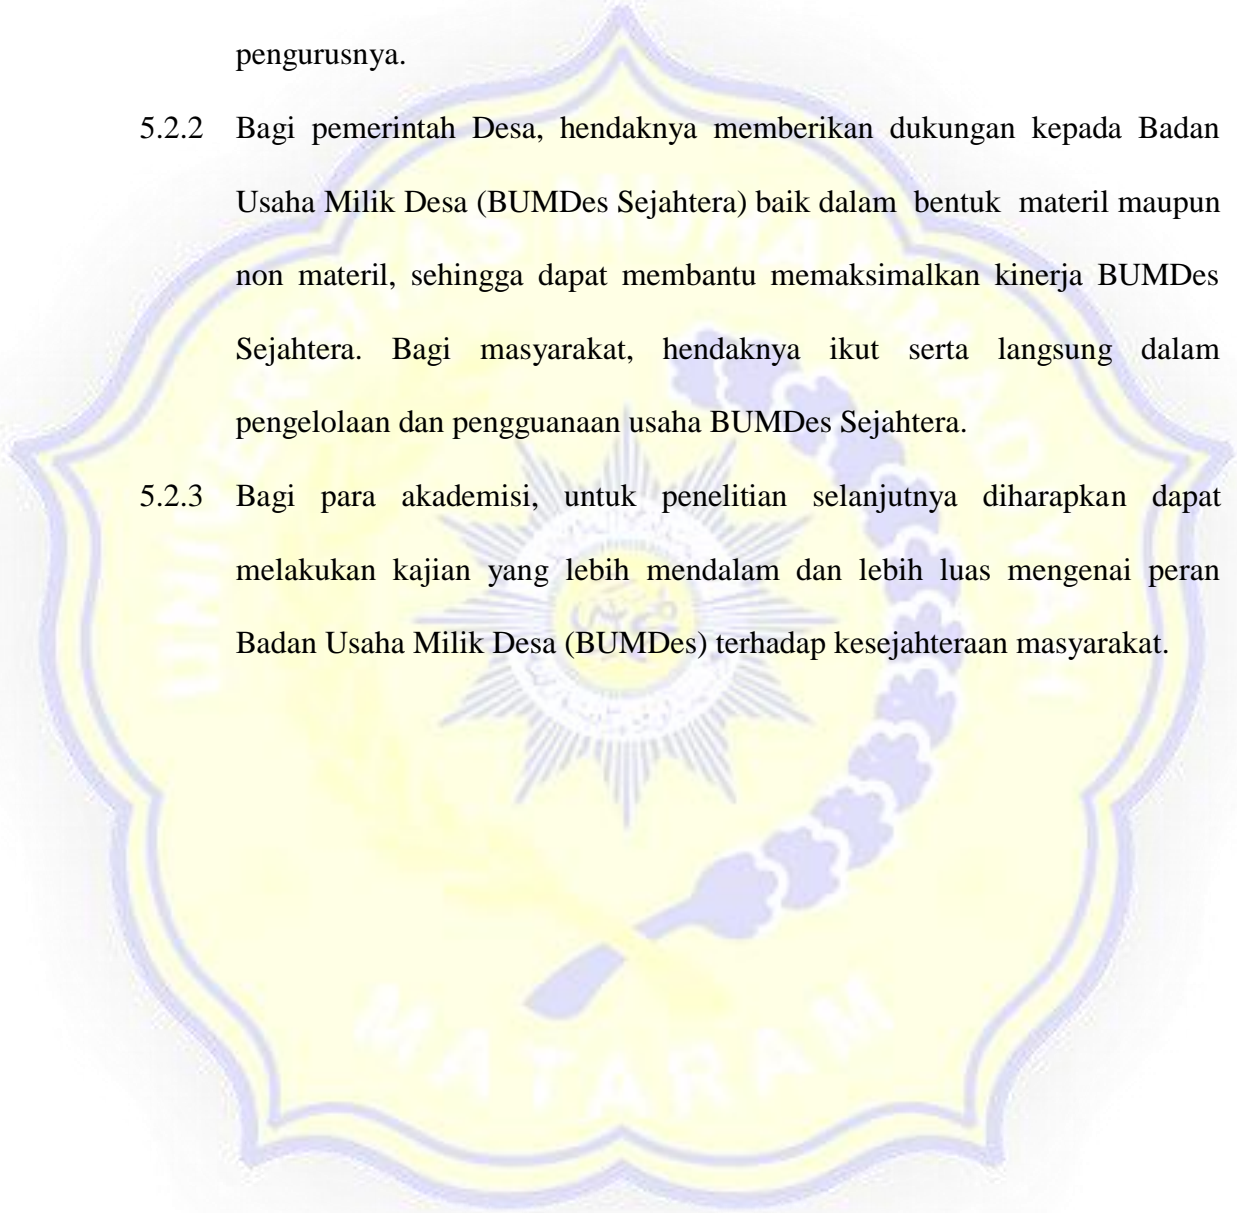 pengurusnya.
5.2.2 Bagi pemerintah Desa, hendaknya memberikan dukungan kepada Badan
Usaha Milik Desa (BUMDes Sejahtera) baik dalam bentuk materil maupun
non materil, sehingga dapat membantu memaksimalkan kinerja BUMDes
Sejahtera. Bagi masyarakat, hendaknya ikut serta langsung dalam
pengelolaan dan pengguanaan usaha BUMDes Sejahtera.
5.2.3 Bagi para akademisi, untuk penelitian selanjutnya diharapkan dapat
melakukan kajian yang lebih mendalam dan lebih luas mengenai peran
Badan Usaha Milik Desa (BUMDes) terhadap kesejahteraan masyarakat.
UNIVERSITAS MUHAMMADIYAH
MATARAM